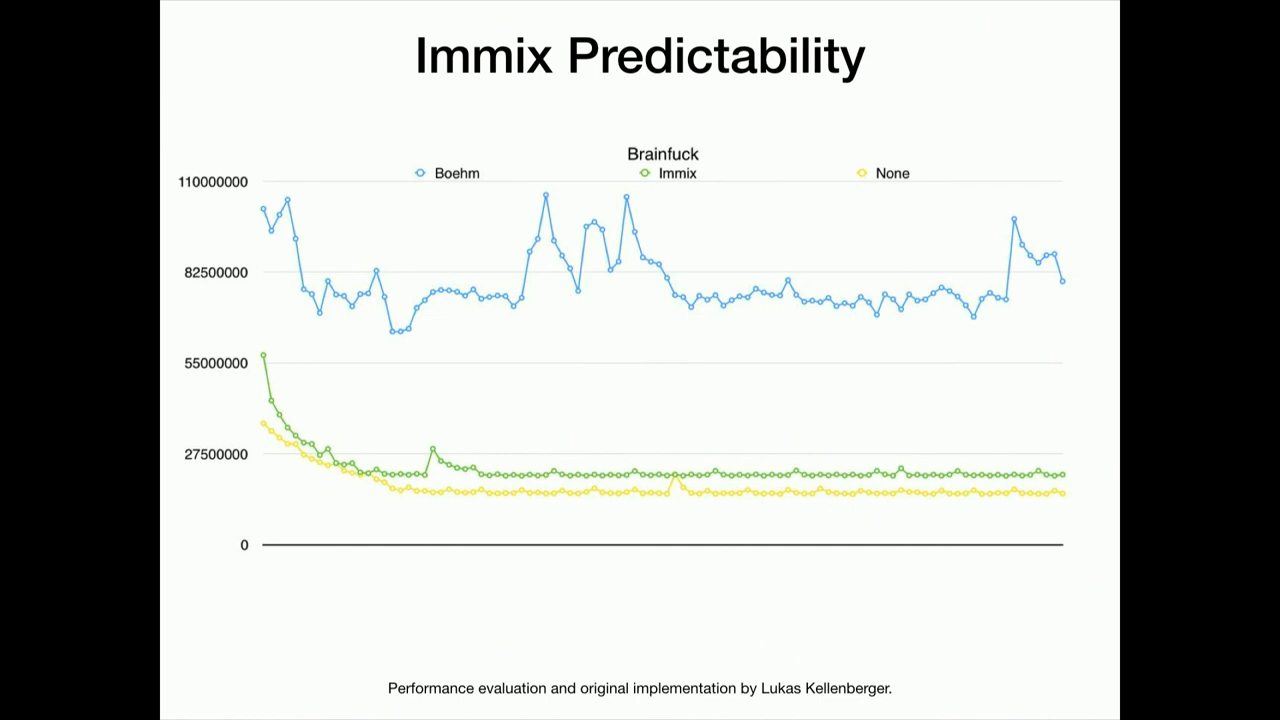 Immix Predictability
Brainfuck
Boehm Immix None
110000000
82500000
55000000
27500000
0
Performance evaluation and original implementation by Lukas Kellenberger.